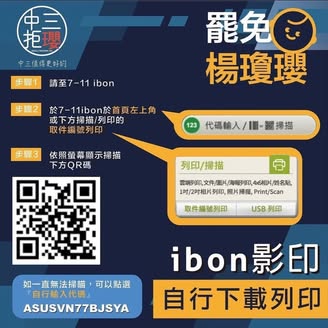 中三
拒瓔
中三值得更好的
罷免
楊瓊瓔
步驟1
請至7-11 ibon
步驟2
於7-11ibon於首頁左上角
或下方掃描/列印的
取件編號列印
123 代碼輸入 / 掃描
列印/掃描
雲端列印,文件/圖片/海報列印,4x6相片/姓名貼,
1吋/2吋相片列印, 照片掃描, Print/Scan
取件編號列印
USB 列印
步驟3
依照螢幕顯示掃描
下方QR碼
如一直無法掃描，可以點選
「自行輸入代碼」
ASUSVN77BJSYA
ibon影印
自行下載列印